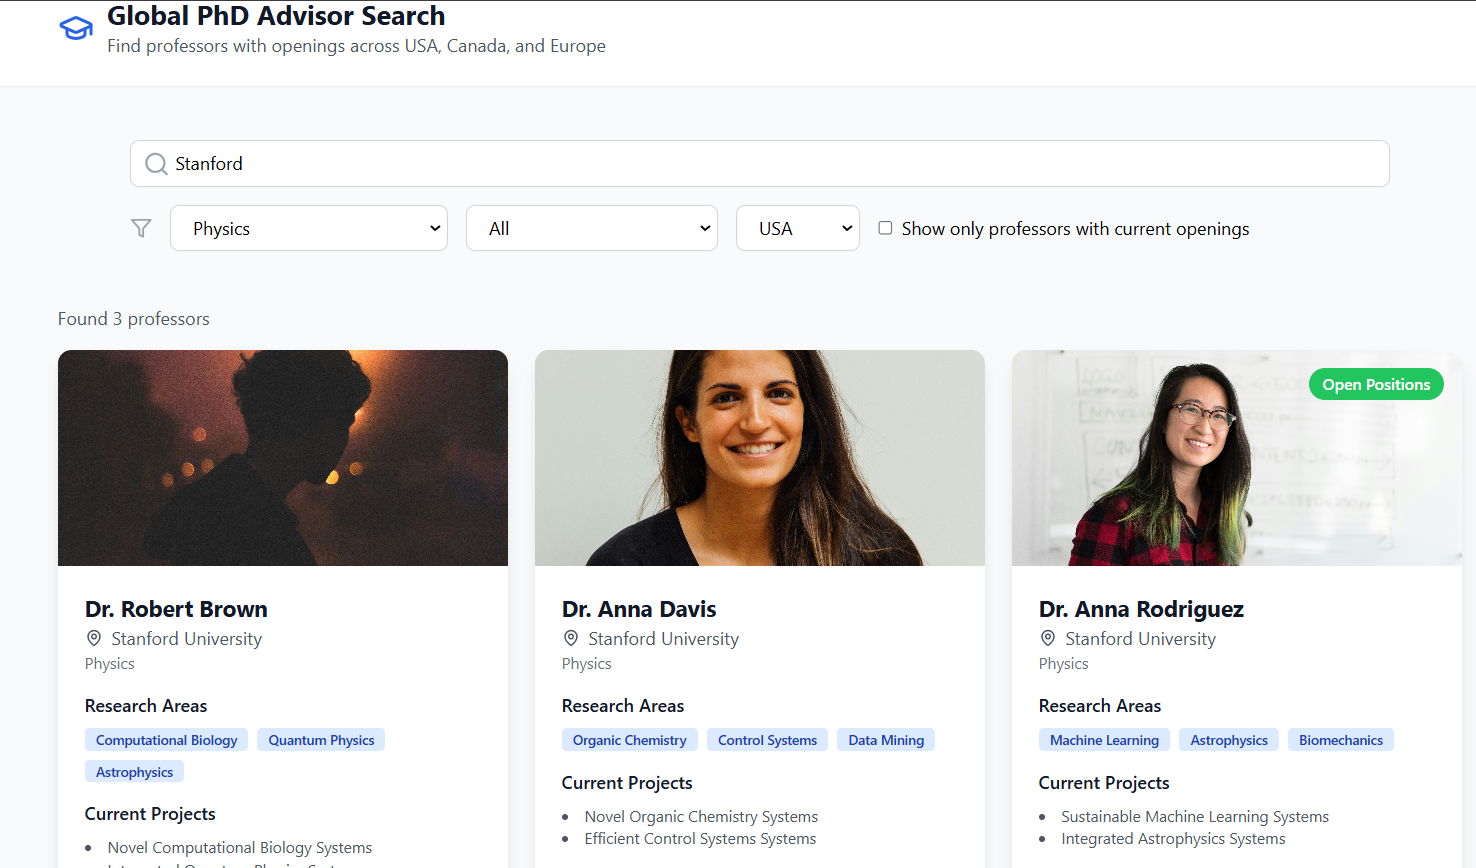 Global PhD Advisor Search
Find professors with openings across USA, Canada, and Europe
Stanford
Physics
All
USA
Show only professors with current openings
Found 3 professors
Open Positions
Dr. Robert Brown
Stanford University
Physics
Research Areas
Computational Biology
Quantum Physics
Astrophysics
Current Projects
• Novel Computational Biology Systems
Dr. Anna Davis
Stanford University
Physics
Research Areas
Organic Chemistry
Control Systems
Data Mining
Current Projects
• Novel Organic Chemistry Systems
• Efficient Control Systems Systems
Dr. Anna Rodriguez
Stanford University
Physics
Research Areas
Machine Learning
Astrophysics
Biomechanics
Current Projects
• Sustainable Machine Learning Systems
• Integrated Astrophysics Systems